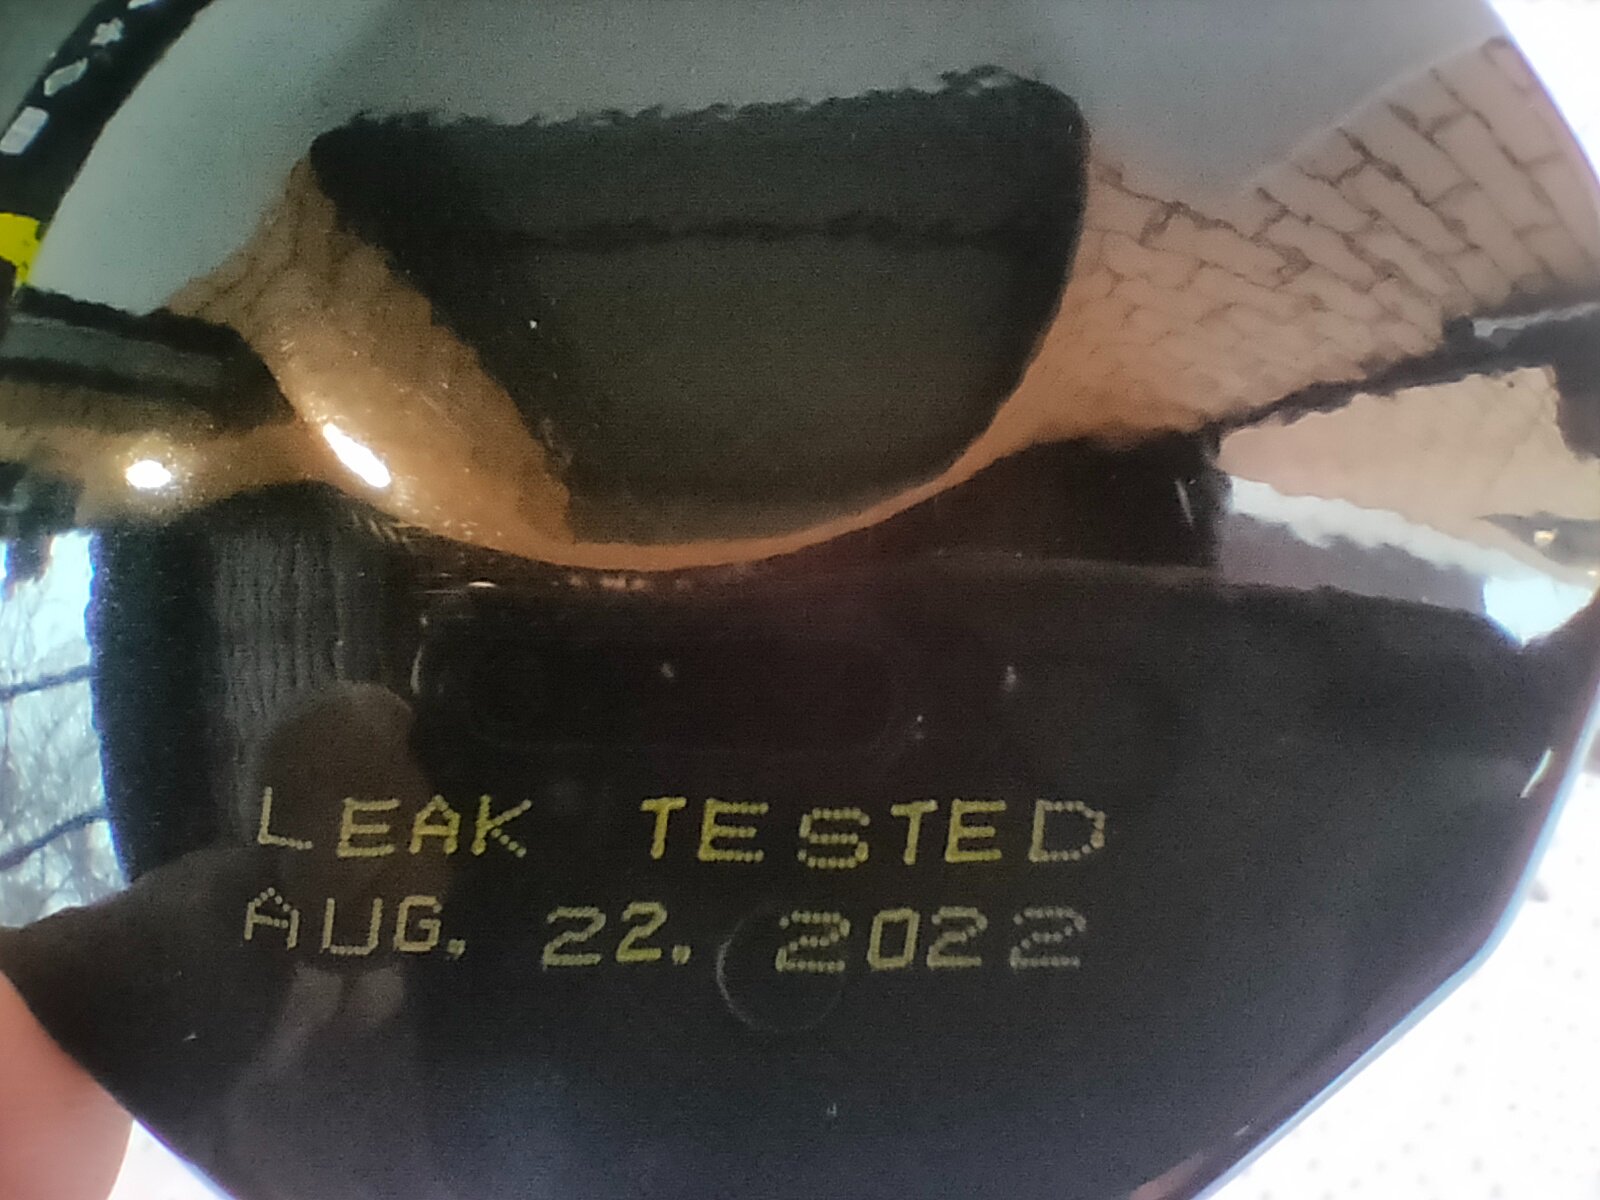 LEAK TESTED
AUG. 22, 2022